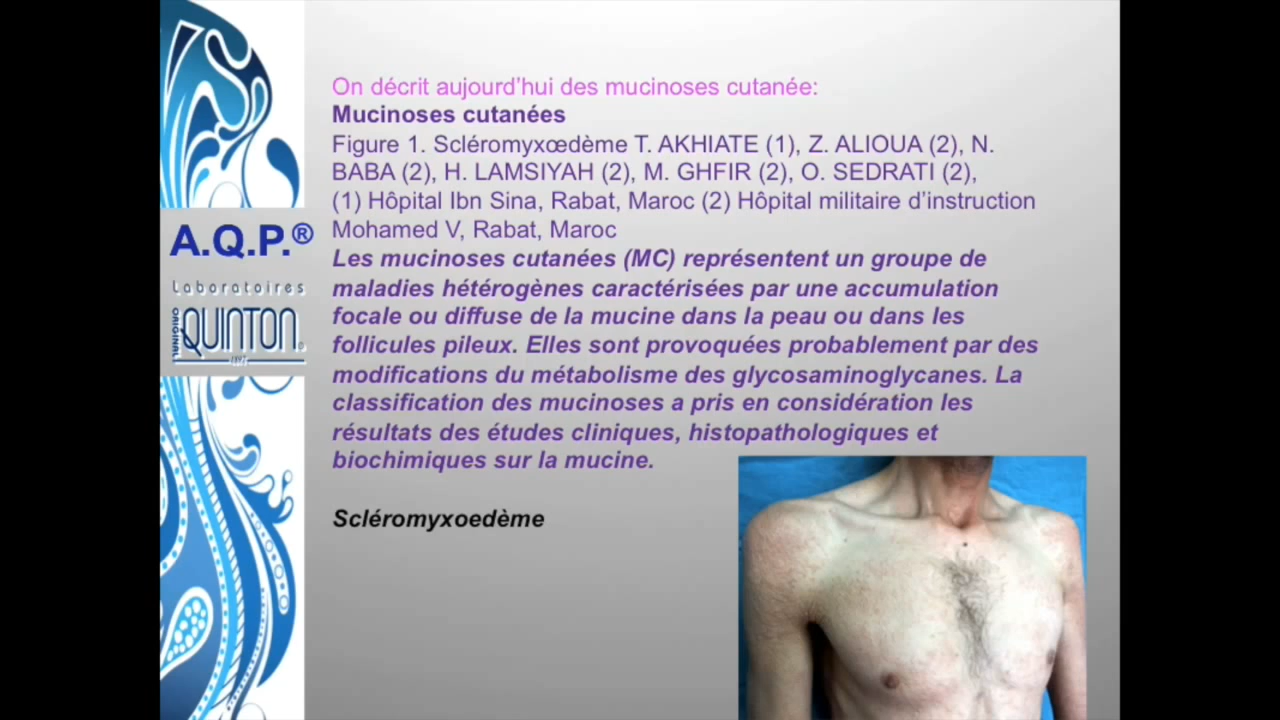 On décrit aujourd'hui des mucinoses cutanée:
Mucinoses cutanées
Figure 1. Scléromyxœdème T. AKHIATE (1), Z. ALIOUA (2), N.
BABA (2), H. LAMSIYAH (2), M. GHFIR (2), O. SEDRATI (2),
(1) Hôpital Ibn Sina, Rabat, Maroc (2) Hôpital militaire d'instruction
Mohamed V, Rabat, Maroc
Les mucinoses cutanées (MC) représentent un groupe de
maladies hétérogènes caractérisées par une accumulation
focale ou diffuse de la mucine dans la peau ou dans les
follicules pileux. Elles sont provoquées probablement par des
modifications du métabolisme des glycosaminoglycanes. La
classification des mucinoses a pris en considération les
résultats des études cliniques, histopathologiques et
biochimiques sur la mucine.
Scléromyxoedème
A.Q.P.®
Laboratoires
ORIGINAL
QUINTON